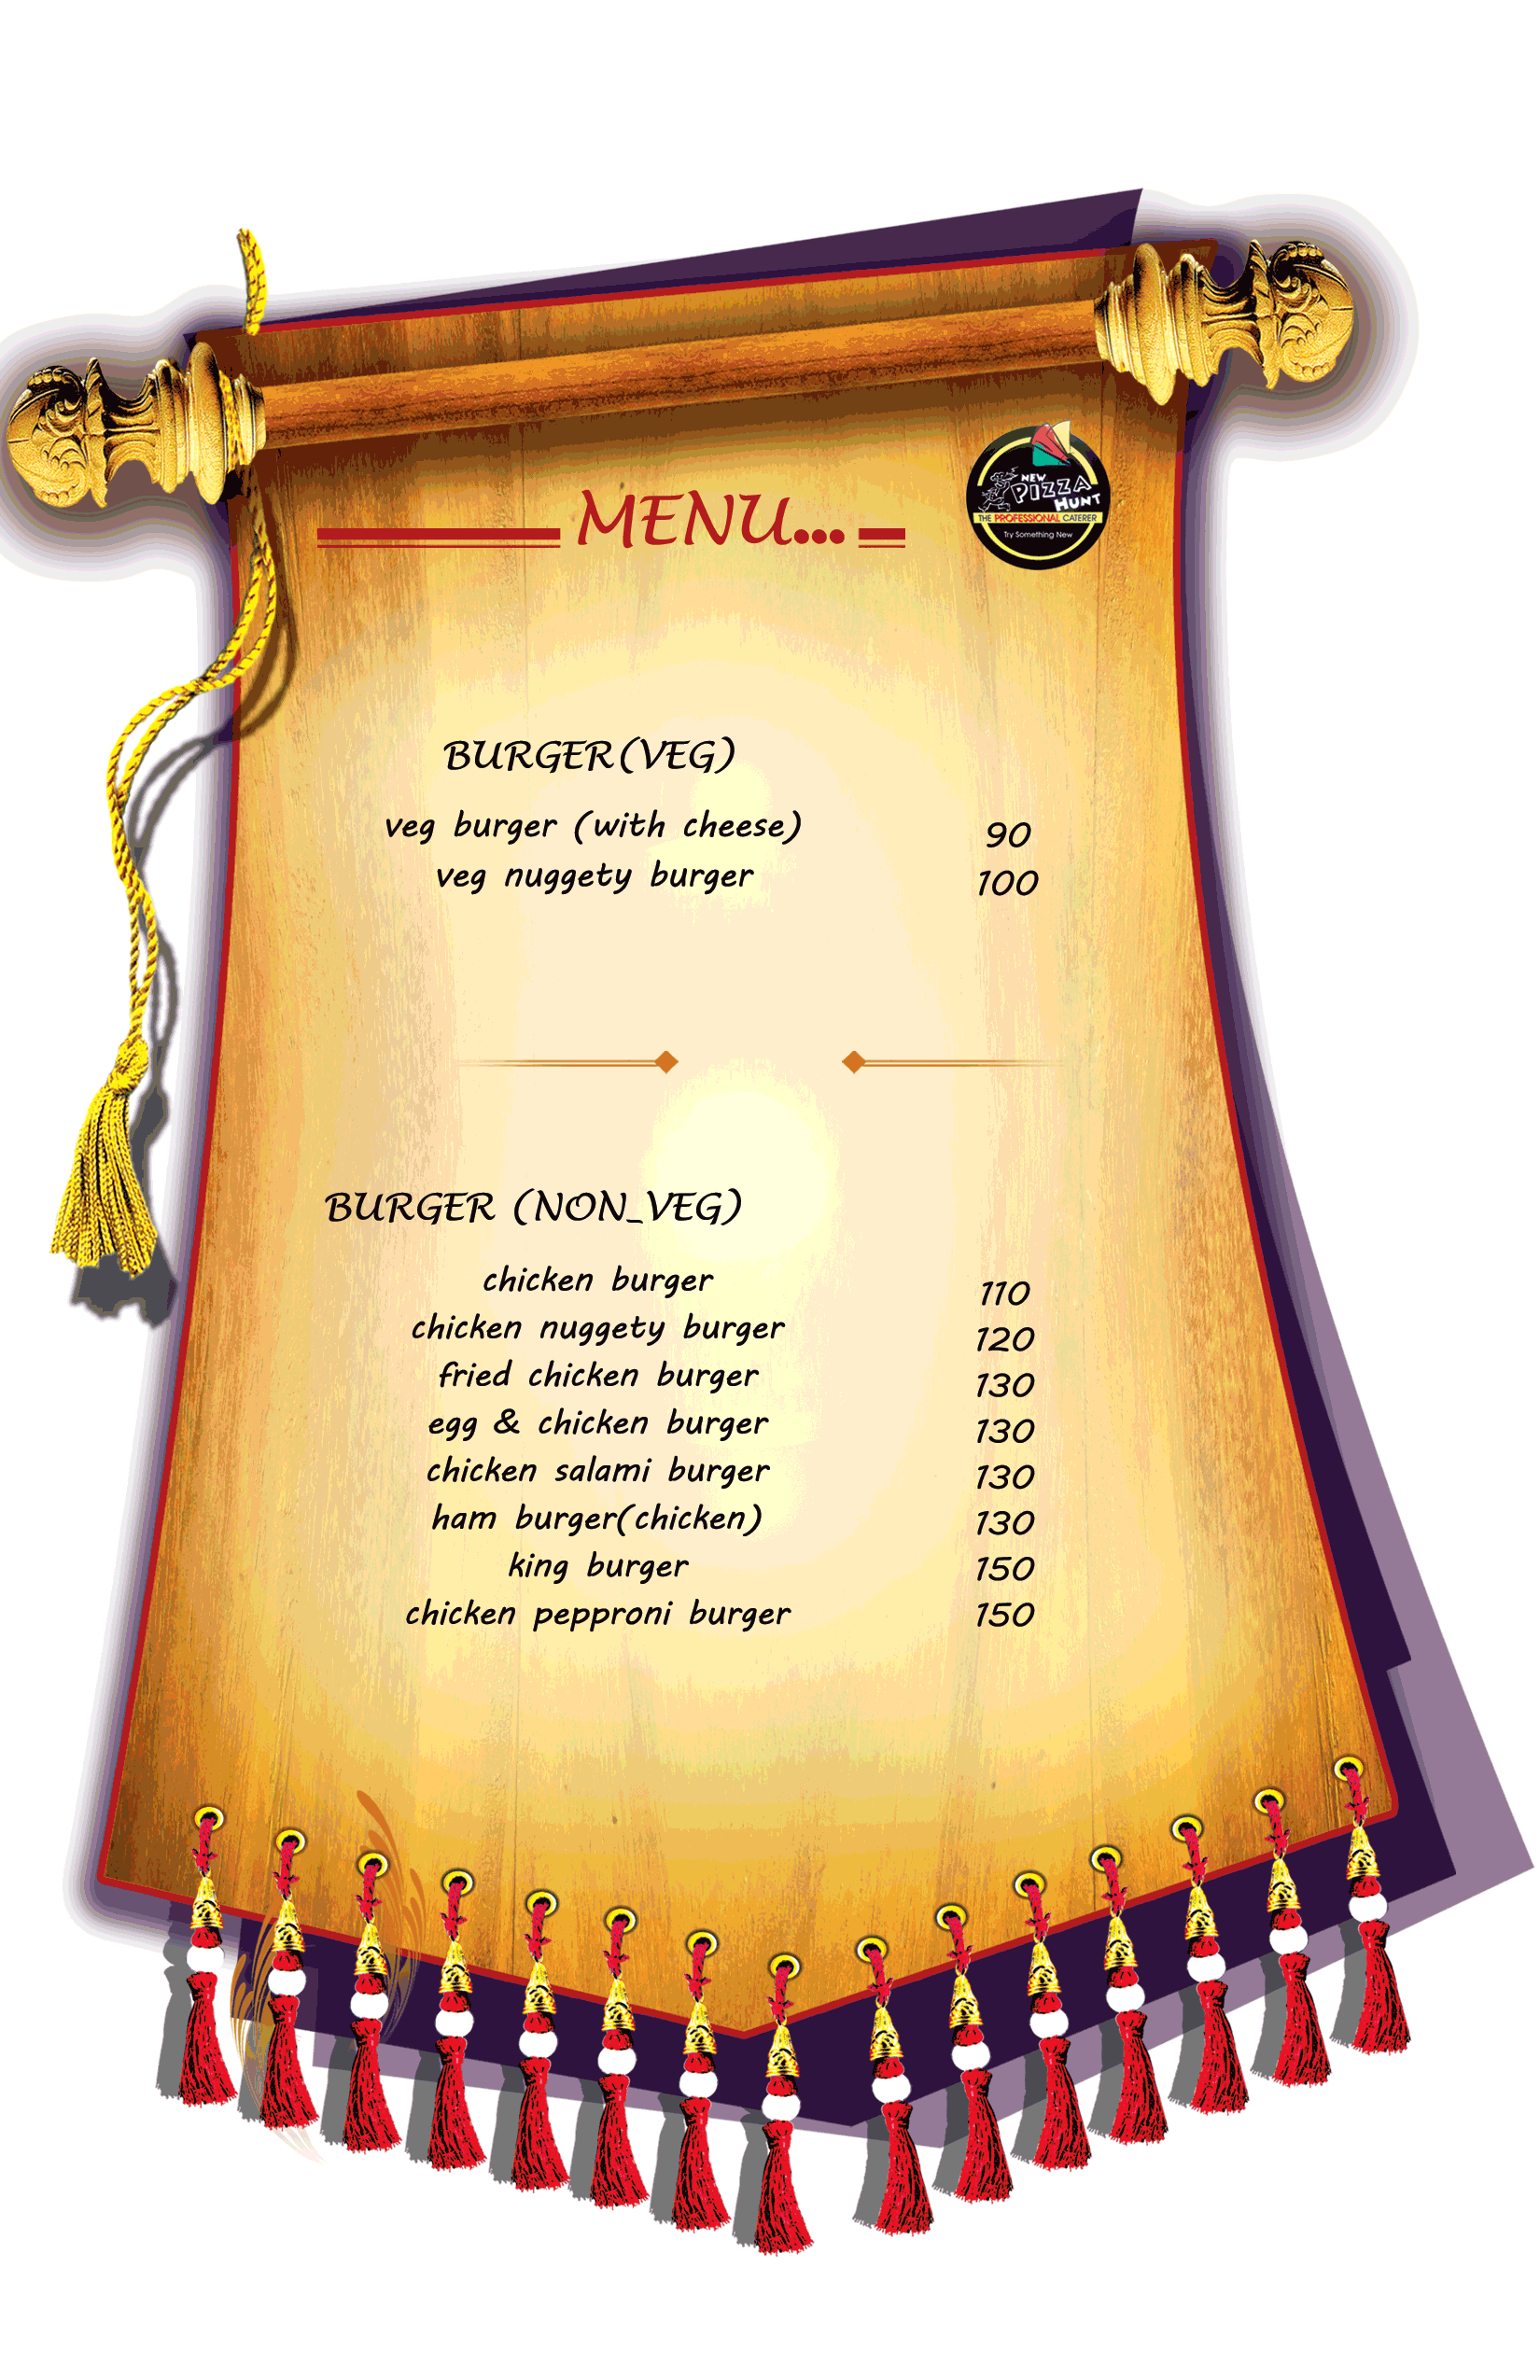 MENU...
NEW
PIZZA
HUNT
THE PROFESSIONAL CATERER
Try Something New
BURGER(VEG)
veg burger (with cheese) 90
veg nuggety burger 100
BURGER (NON_VEG)
chicken burger 110
chicken nuggety burger 120
fried chicken burger 130
egg & chicken burger 130
chicken salami burger 130
ham burger(chicken) 130
king burger 150
chicken pepproni burger 150